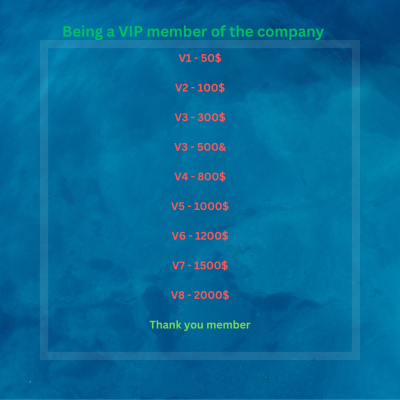 Being a VIP member of the company
V1 - 50$
V2 - 100$
V3 - 300$
V3 - 500&
V4 - 800$
V5 - 1000$
V6 - 1200$
V7 - 1500$
V8 - 2000$
Thank you member